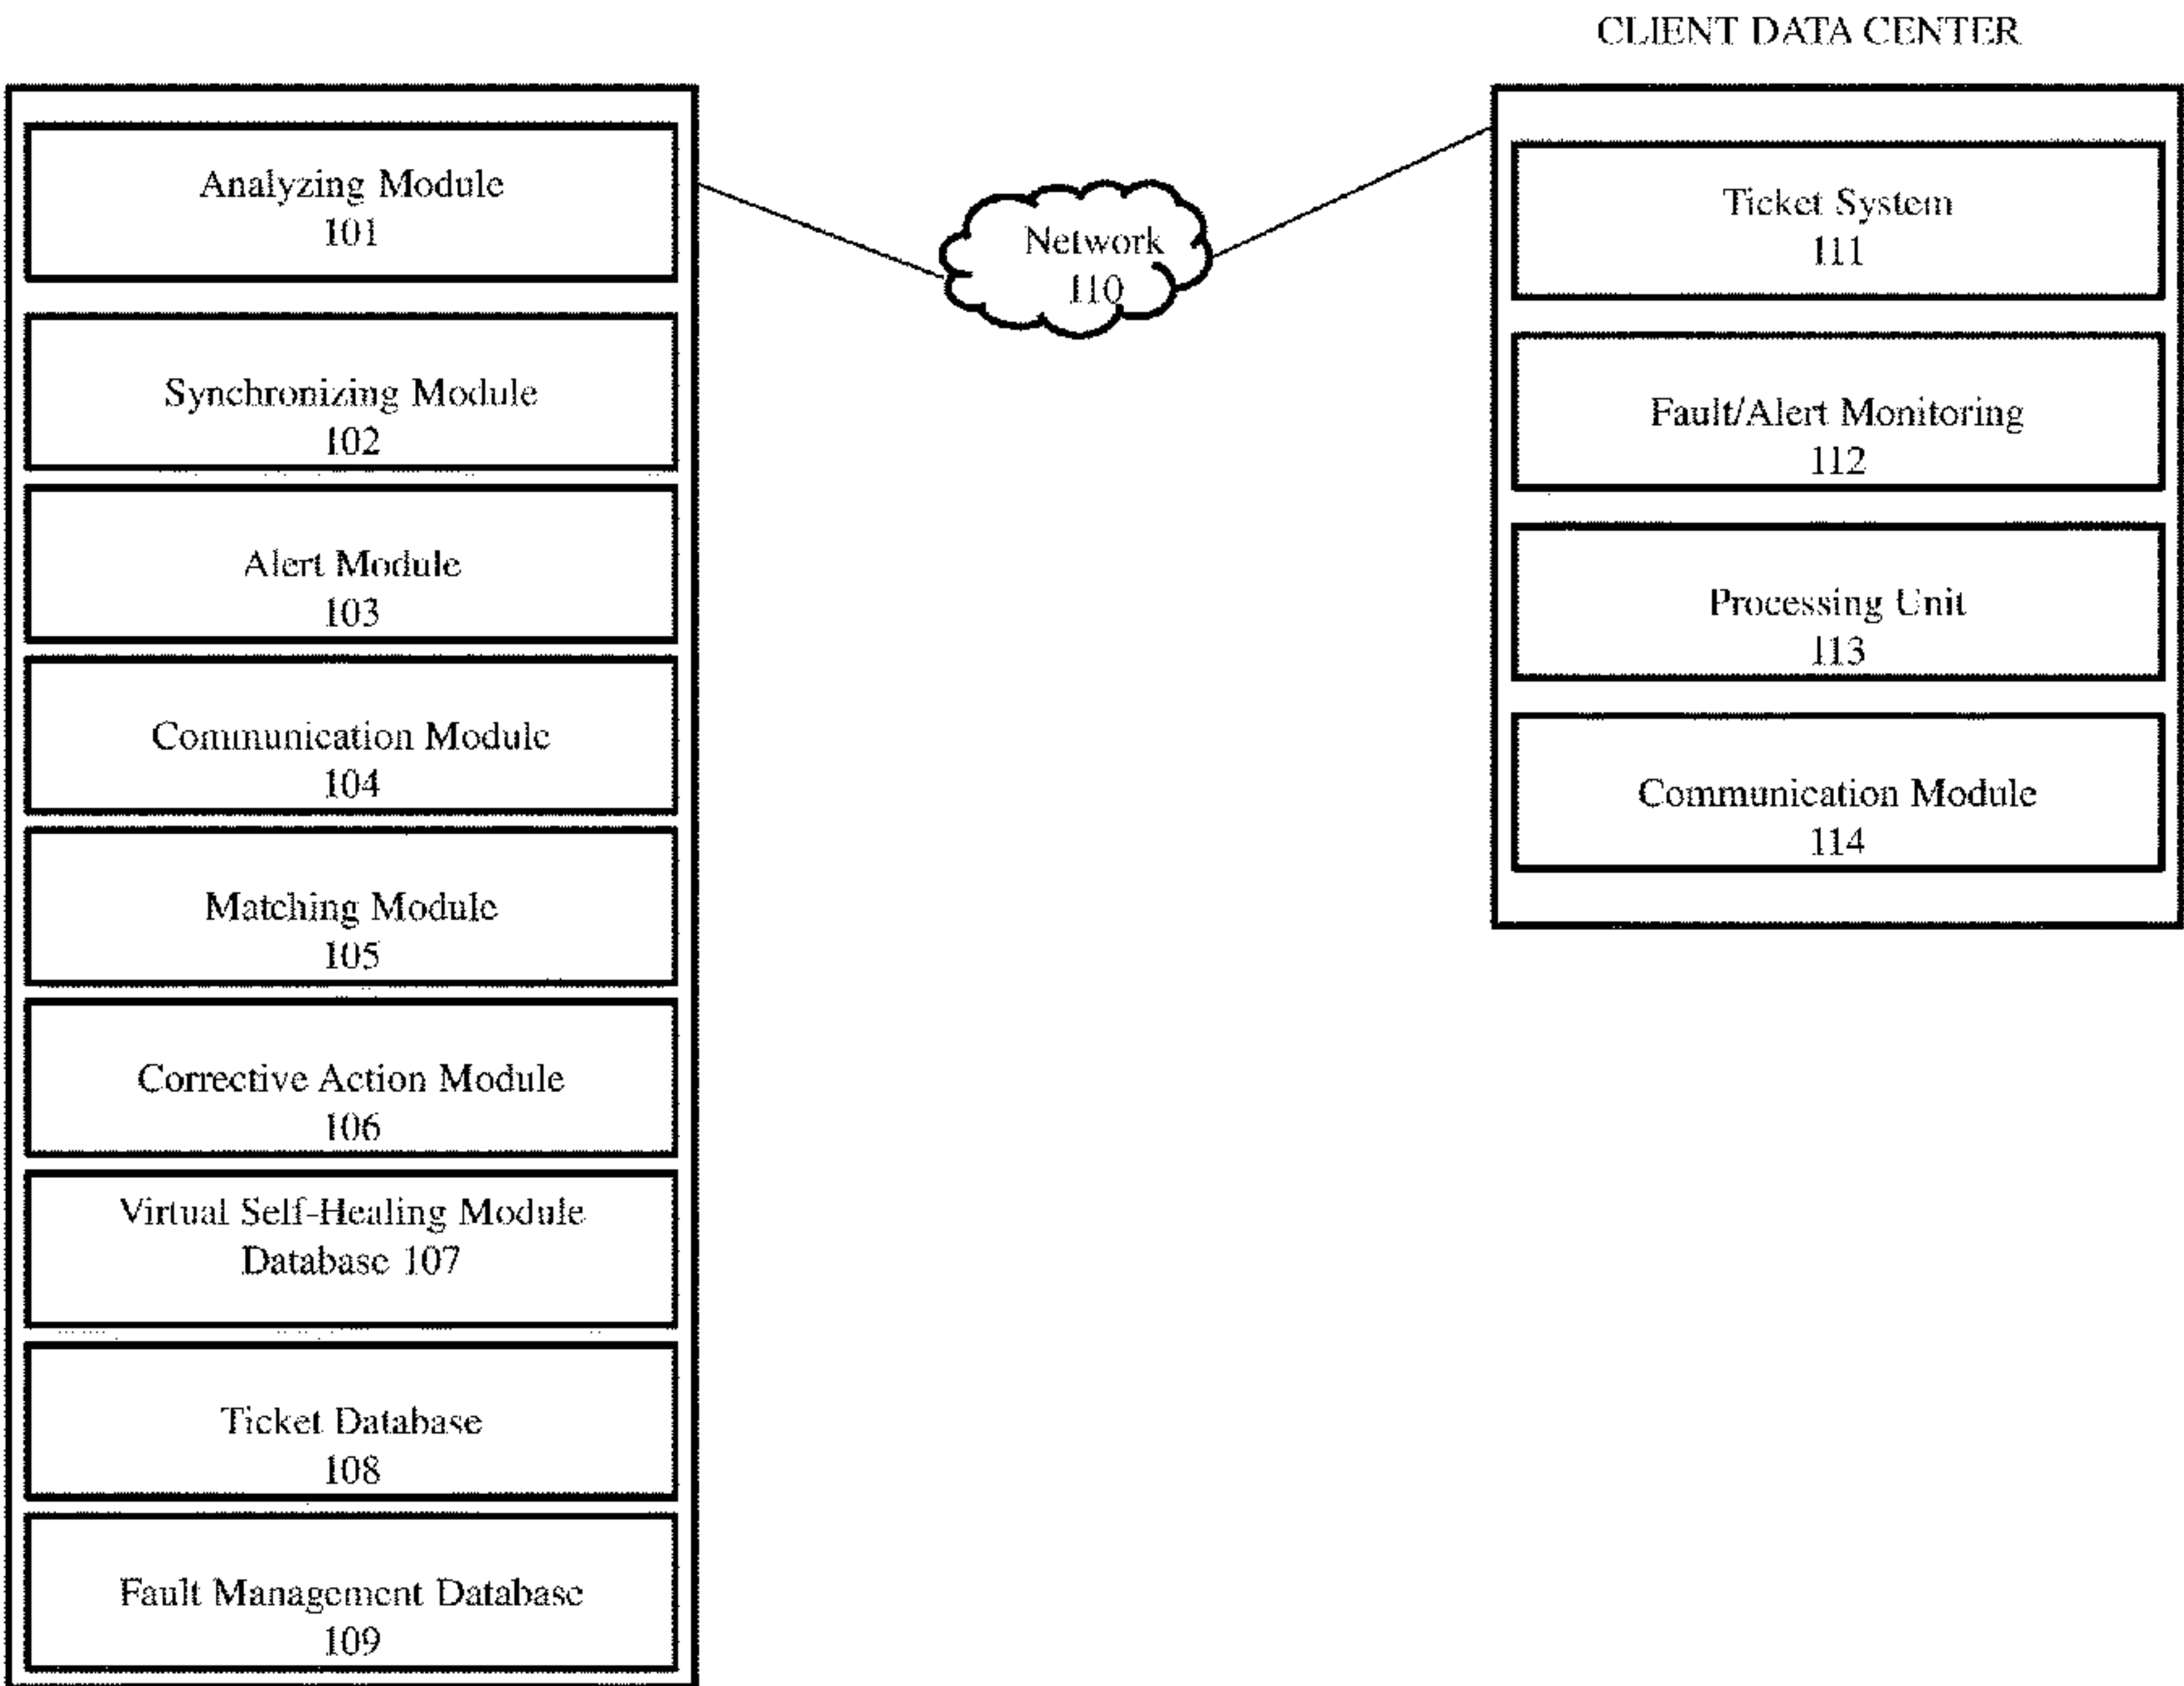 CLIENT DATA CENTER
Analyzing Module
101
Synchronizing Module
102
Alert Module
103
Communication Module
104
Matching Module
105
Corrective Action Module
106
Virtual Self-Healing Module
Database 107
Ticket Database
108
Fault Management Database
109
Network
110
Ticket System
111
Fault/Alert Monitoring
112
Processing Unit
113
Communication Module
114